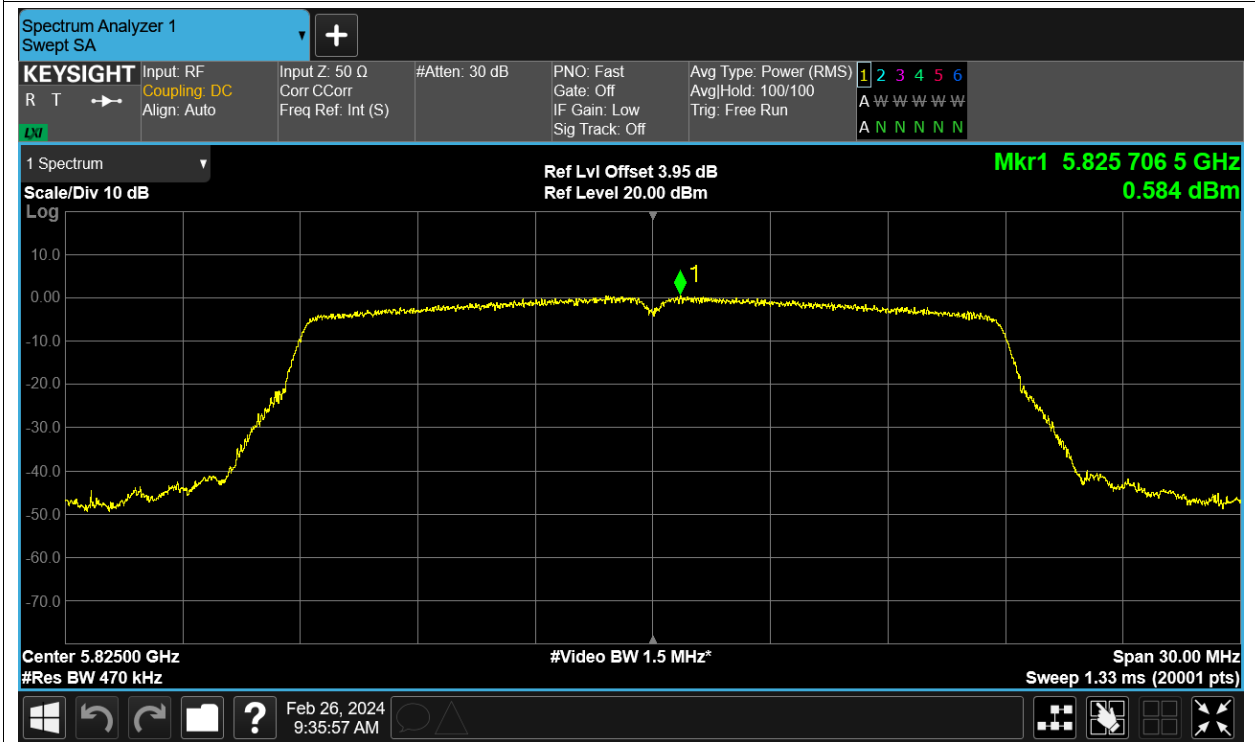 Spectrum Analyzer 1
Swept SA
KEYSIGHT
R T
LXI
Input: RF
Coupling: DC
Align: Auto
Input Z: 50 Ω
Corr CCorr
Freq Ref: Int (S)
#Atten: 30 dB
PNO: Fast
Gate: Off
IF Gain: Low
Sig Track: Off
Avg Type: Power (RMS)
Avg|Hold: 100/100
Trig: Free Run
1 2 3 4 5 6
A W W W W W
A N N N N N
1 Spectrum
Scale/Div 10 dB
Log
Ref Lvl Offset 3.95 dB
Ref Level 20.00 dBm
Mkr1 5.825 706 5 GHz
0.584 dBm
10.0
0.00
-10.0
-20.0
-30.0
-40.0
-50.0
-60.0
-70.0
1
Center 5.82500 GHz
#Res BW 470 kHz
#Video BW 1.5 MHz*
Span 30.00 MHz
Sweep 1.33 ms (20001 pts)
?
Feb 26, 2024
9:35:57 AM